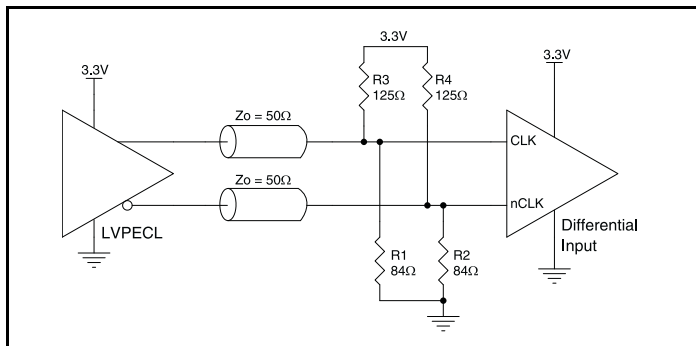 3.3V
3.3V
3.3V
R3
125Ω
R4
125Ω
Zo = 50Ω
CLK
Zo = 50Ω
nCLK
LVPECL
Differential
Input
R1
84Ω
R2
84Ω